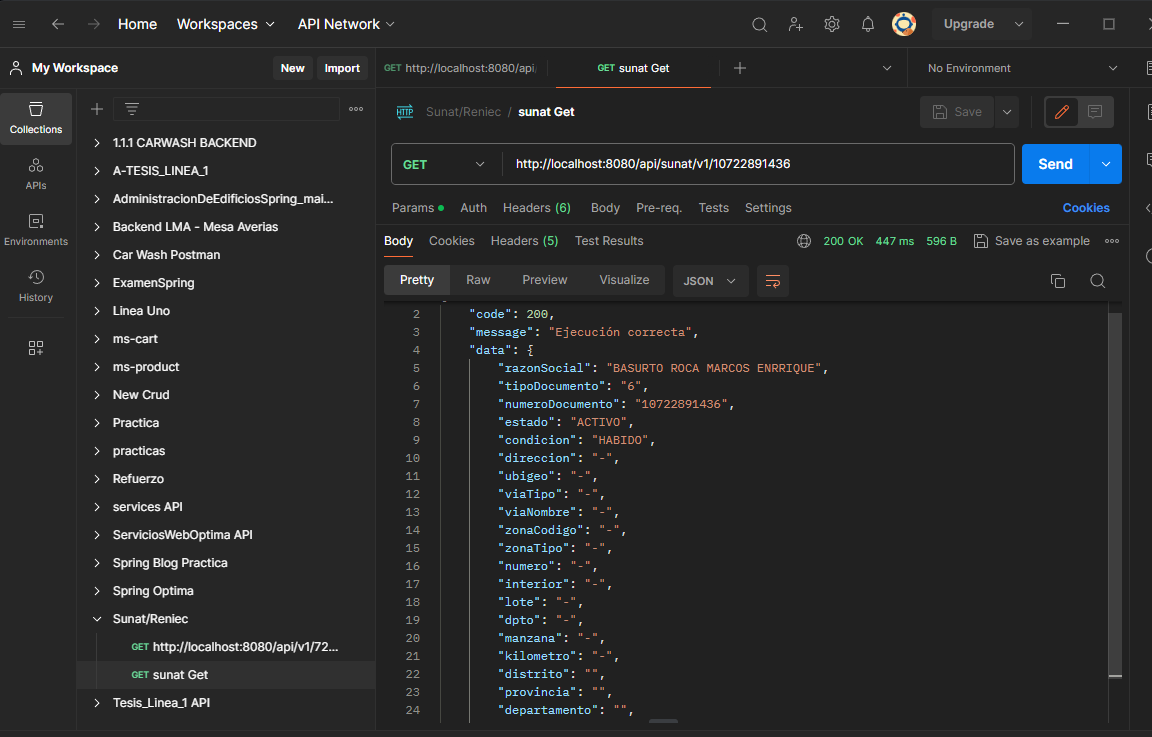 Home Workspaces API Network Upgrade
My Workspace New Import
GET http://localhost:8080/api/ GET sunat Get No Environment
Collections
APIs
Environments
History
1.1.1 CARWASH BACKEND
A-TESIS_LINEA_1
AdministracionDeEdificiosSpring_mai...
Backend LMA - Mesa Averias
Car Wash Postman
ExamenSpring
Linea Uno
ms-cart
ms-product
New Crud
Practica
practicas
Refuerzo
services API
ServiciosWebOptima API
Spring Blog Practica
Spring Optima
Sunat/Reniec
GET http://localhost:8080/api/v1/72...
GET sunat Get
Tesis_Linea_1 API
HTTP Sunat/Reniec / sunat Get Save
GET http://localhost:8080/api/sunat/v1/10722891436 Send
Params Auth Headers (6) Body Pre-req. Tests Settings Cookies
Body Cookies Headers (5) Test Results 200 OK 447 ms 596 B Save as example
Pretty Raw Preview Visualize JSON
2 "code": 200,
3 "message": "Ejecución correcta",
4 "data": {
5 "razonSocial": "BASURTO ROCA MARCOS ENRRIQUE",
6 "tipoDocumento": "6",
7 "numeroDocumento": "10722891436",
8 "estado": "ACTIVO",
9 "condicion": "HABIDO",
10 "direccion": "-",
11 "ubigeo": "-",
12 "viaTipo": "-",
13 "viaNombre": "-",
14 "zonaCodigo": "-",
15 "zonaTipo": "-",
16 "numero": "-",
17 "interior": "-",
18 "lote": "-",
19 "dpto": "-",
20 "manzana": "-",
21 "kilometro": "-",
22 "distrito": "",
23 "provincia": "",
24 "departamento": "",